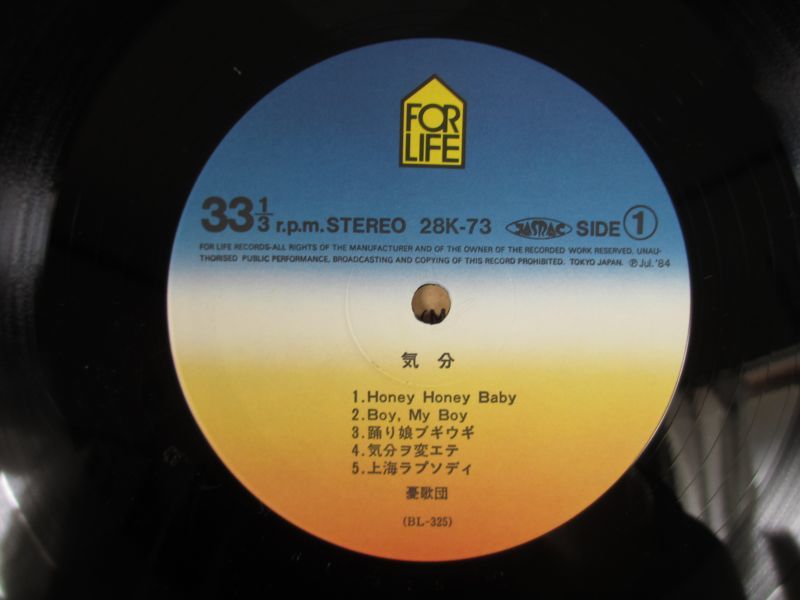 FOR
LIFE
33 1/3 r.p.m. STEREO 28K-73 JASRAC SIDE 1
FOR LIFE RECORDS-ALL RIGHTS OF THE MANUFACTURER AND OF THE OWNER OF THE RECORDED WORK RESERVED. UNAU-
THORISED PUBLIC PERFORMANCE, BROADCASTING AND COPYING OF THIS RECORD PROHIBITED. TOKYO JAPAN. ℗ Jul.'84
気分
1.Honey Honey Baby
2.Boy, My Boy
3.踊り娘ブギウギ
4.気分ヲ変エテ
5.上海ラプソディ
憂歌団
(BL-325)